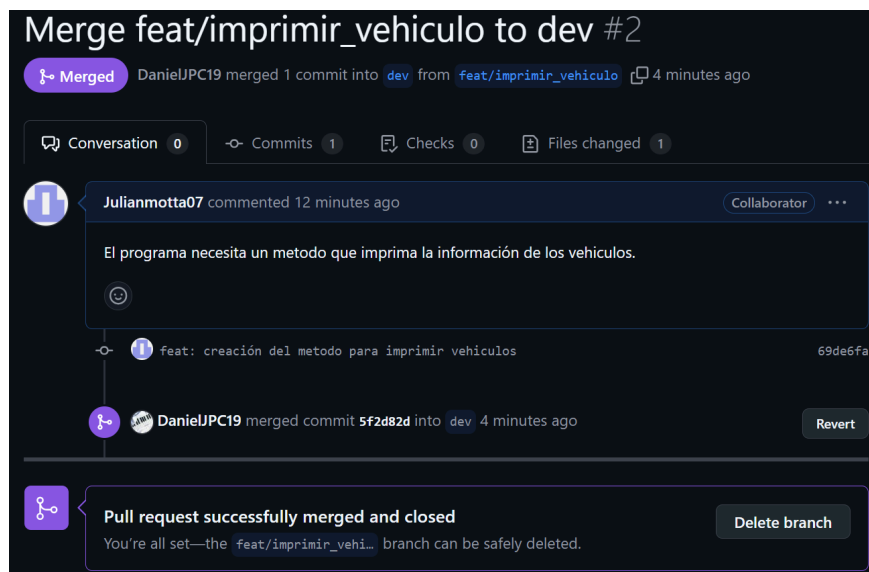 Merge feat/imprimir_vehiculo to dev #2
Merged DanielJPC19 merged 1 commit into dev from feat/imprimir_vehiculo 4 minutes ago
Conversation 0 Commits 1 Checks 0 Files changed 1
Julianmotta07 commented 12 minutes ago Collaborator ...
El programa necesita un metodo que imprima la información de los vehiculos.
feat: creación del metodo para imprimir vehiculos 69de6fa
DanielJPC19 merged commit 5f2d82d into dev 4 minutes ago Revert
Pull request successfully merged and closed
Delete branch
You're all set—the feat/imprimir_vehi… branch can be safely deleted.